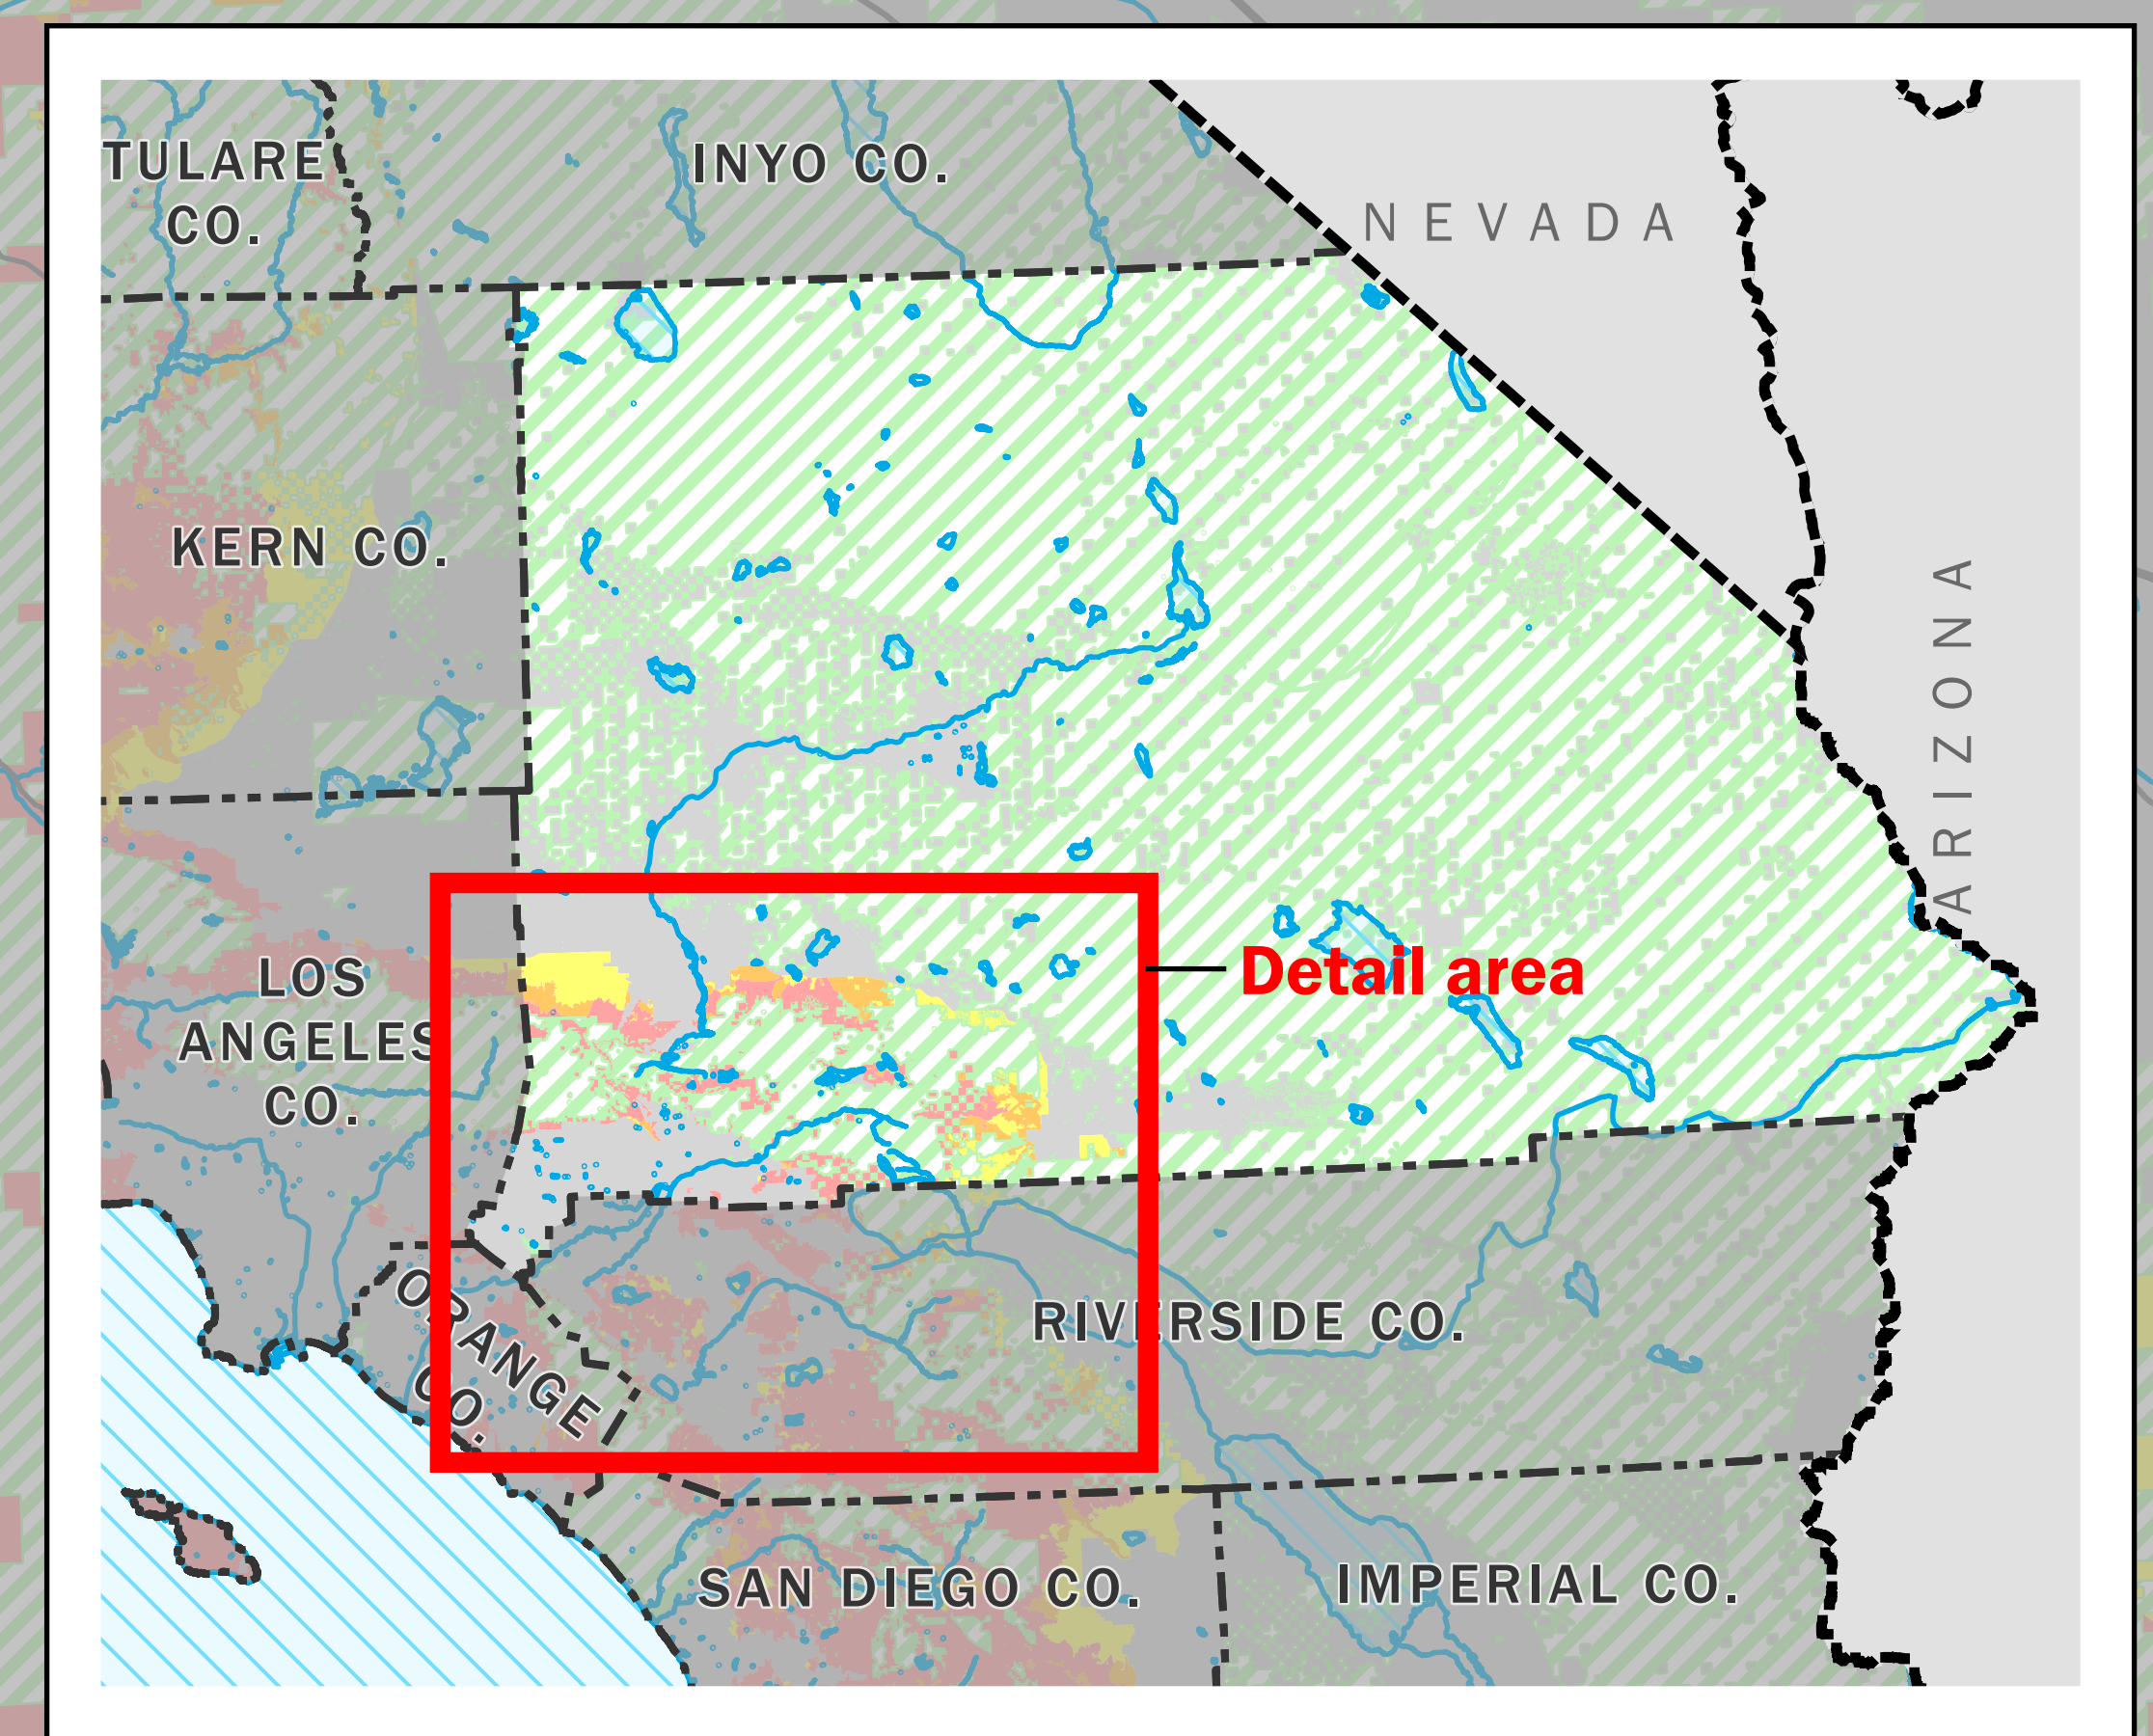 TULARE
CO.
INYO CO.
NEVADA
KERN CO.
ARIZONA
LOS
ANGELES
CO.
Detail area
ORANGE
CO.
RIVERSIDE CO.
SAN DIEGO CO.
IMPERIAL CO.